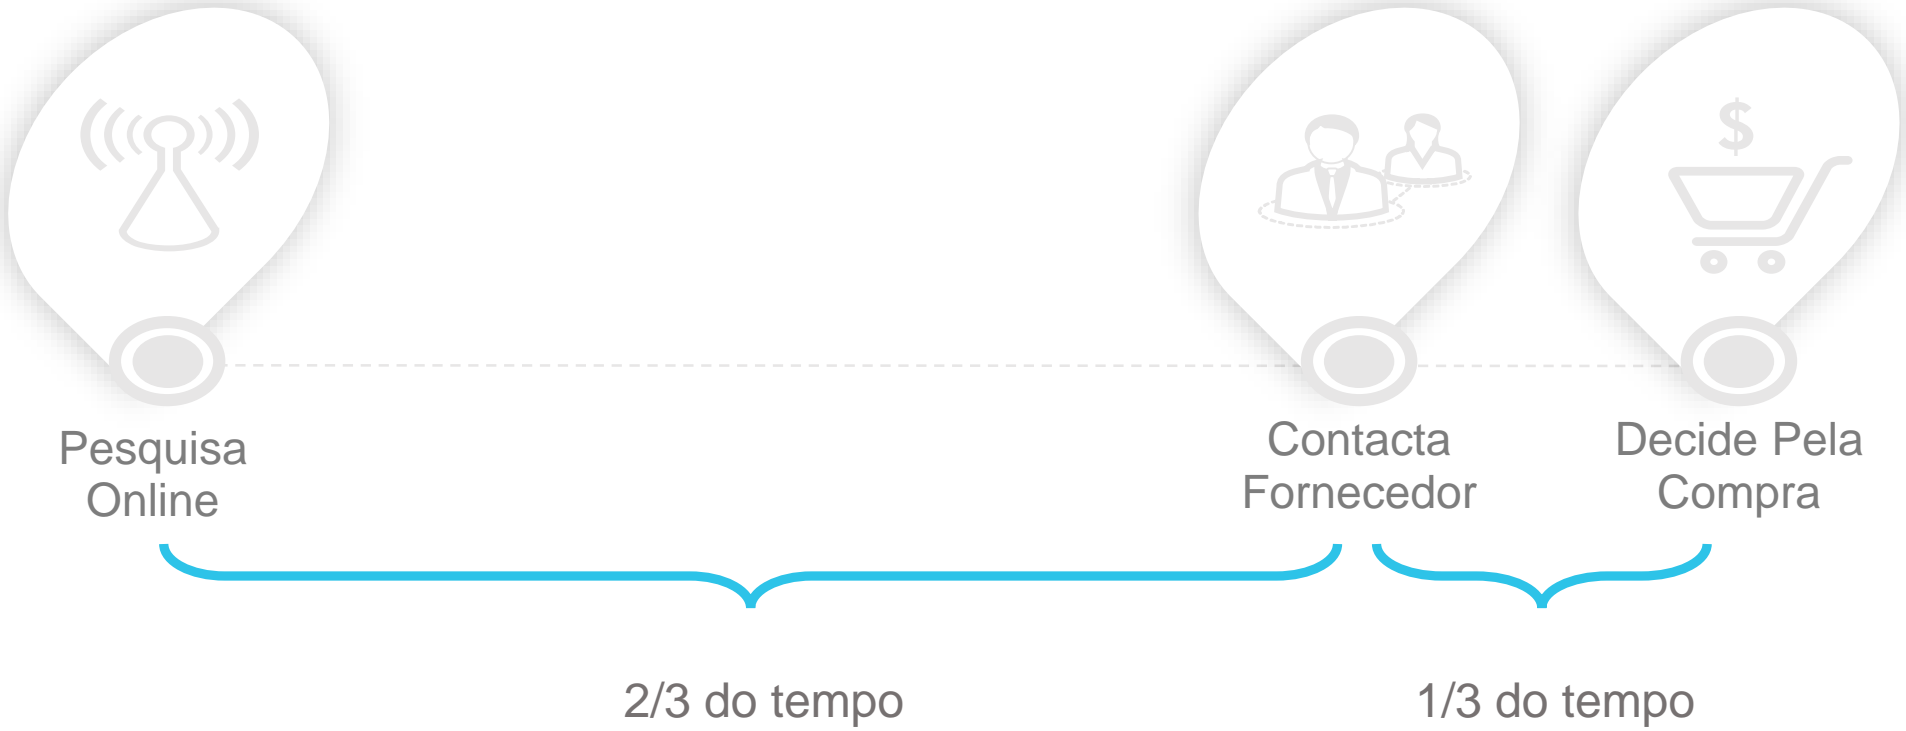 $
Pesquisa
Online
Contacta
Fornecedor
Decide Pela
Compra
2/3 do tempo
1/3 do tempo